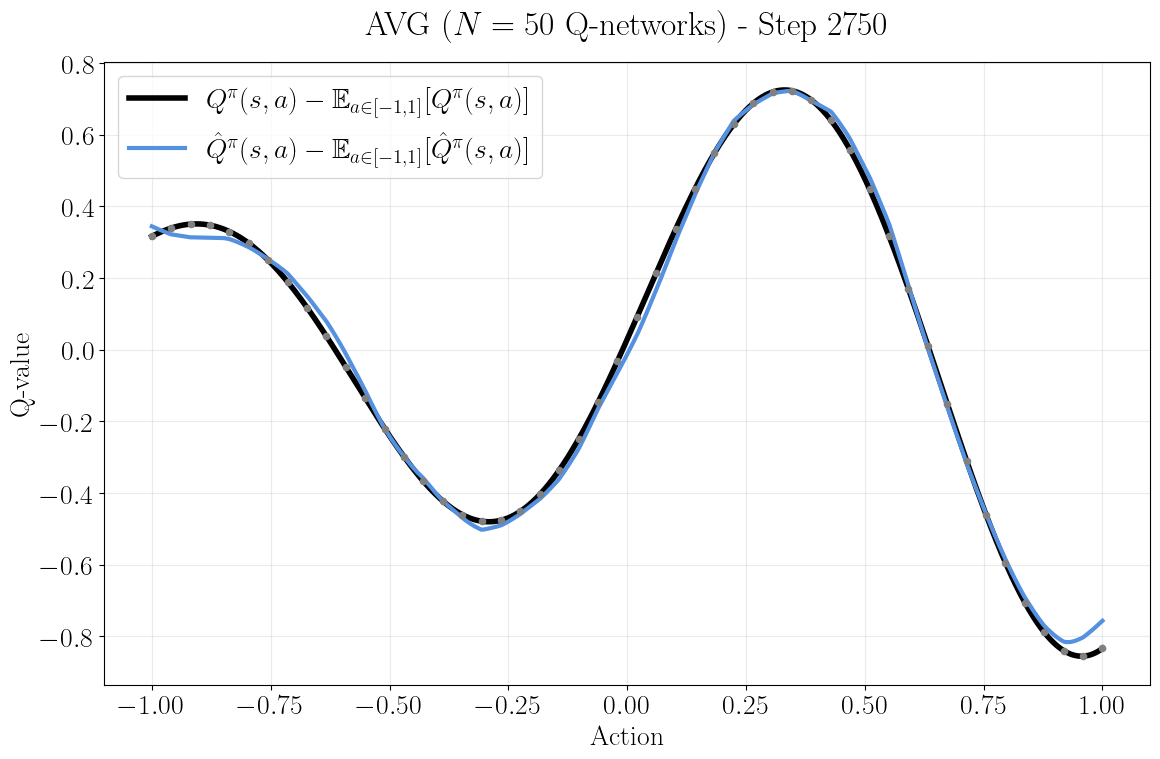 AVG (N = 50 Q-networks) - Step 2750
Q^π(s, a) − 𝔼_{a∈[−1,1]}[Q^π(s, a)]
Q̂^π(s, a) − 𝔼_{a∈[−1,1]}[Q̂^π(s, a)]
Q-value
0.8
0.6
0.4
0.2
0.0
−0.2
−0.4
−0.6
−0.8
−1.00 −0.75 −0.50 −0.25 0.00 0.25 0.50 0.75 1.00
Action